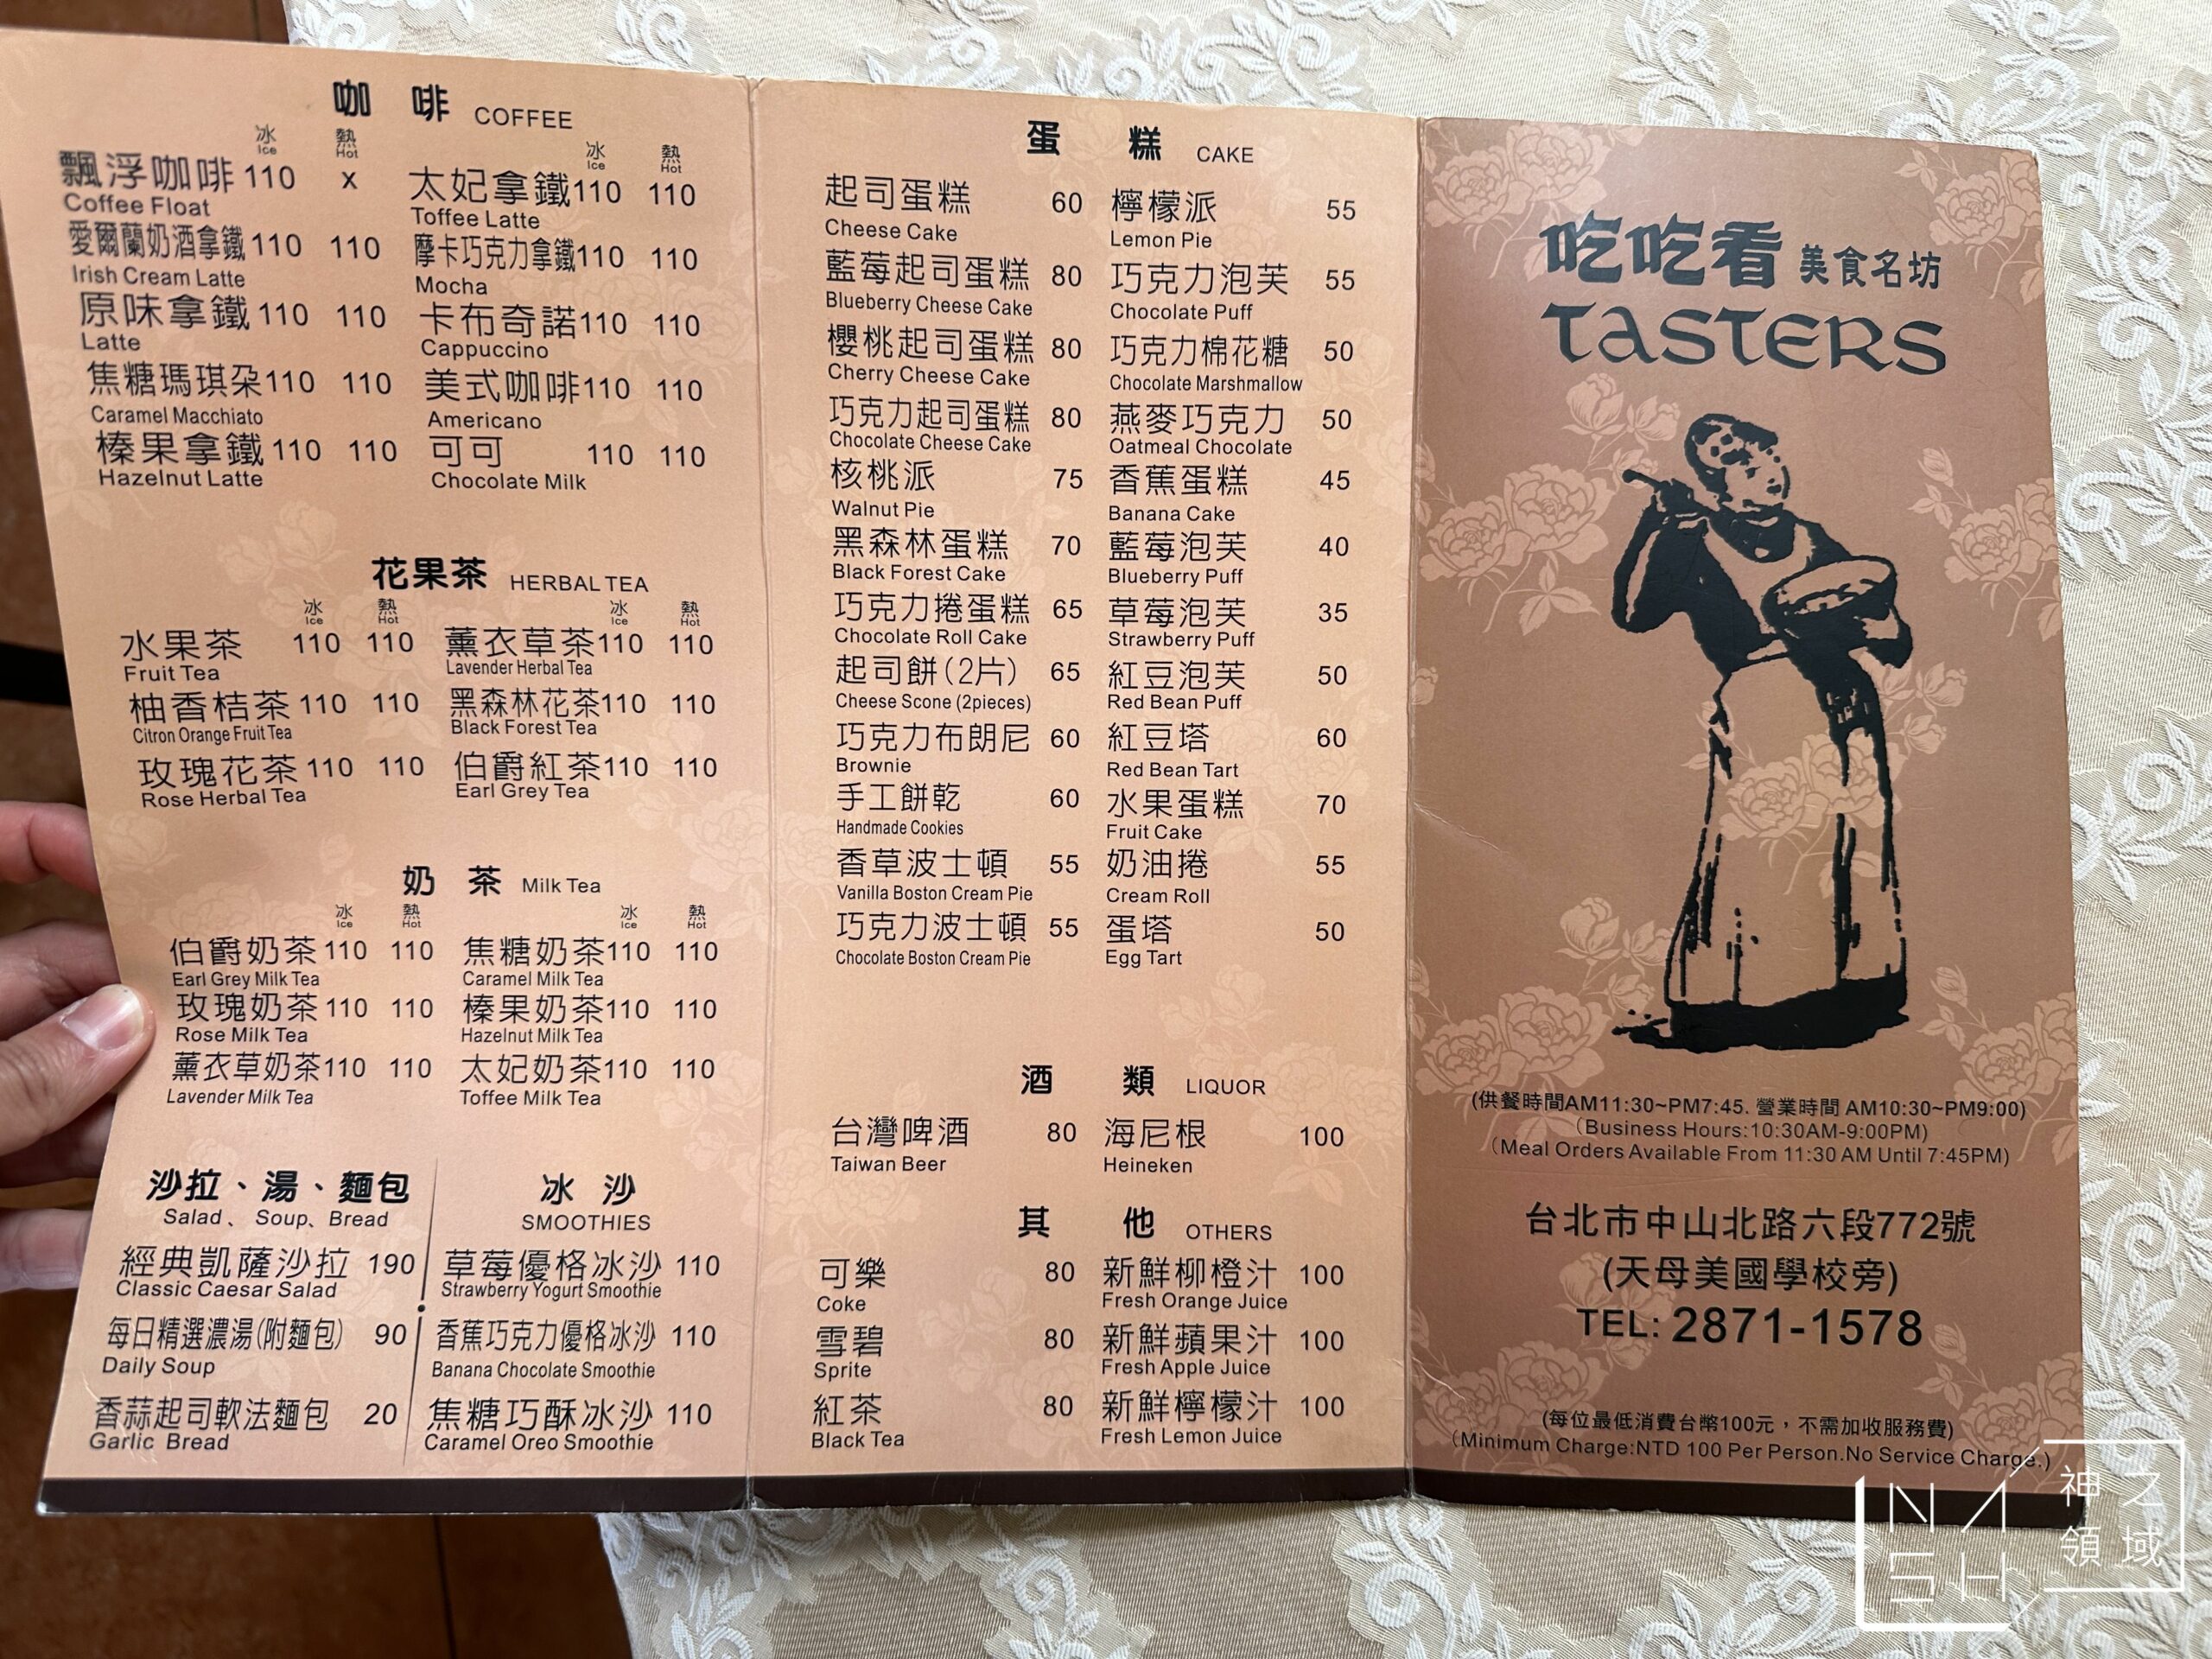 咖 啡 COFFEE
冰 Ice 熱 Hot 冰 Ice 熱 Hot
飄浮咖啡 110 x 太妃拿鐵 110 110
Coffee Float Toffee Latte
愛爾蘭奶酒拿鐵 110 110 摩卡巧克力拿鐵 110 110
Irish Cream Latte Mocha
原味拿鐵 110 110 卡布奇諾 110 110
Latte Cappuccino
焦糖瑪琪朵 110 110 美式咖啡 110 110
Caramel Macchiato Americano
榛果拿鐵 110 110 可可 110 110
Hazelnut Latte Chocolate Milk
花果茶 HERBAL TEA
冰 Ice 熱 Hot 冰 Ice 熱 Hot
水果茶 110 110 薰衣草茶 110 110
Fruit Tea Lavender Herbal Tea
柚香桔茶 110 110 黑森林花茶 110 110
Citron Orange Fruit Tea Black Forest Tea
玫瑰花茶 110 110 伯爵紅茶 110 110
Rose Herbal Tea Earl Grey Tea
奶 茶 Milk Tea
冰 Ice 熱 Hot 冰 Ice 熱 Hot
伯爵奶茶 110 110 焦糖奶茶 110 110
Earl Grey Milk Tea Caramel Milk Tea
玫瑰奶茶 110 110 榛果奶茶 110 110
Rose Milk Tea Hazelnut Milk Tea
薰衣草奶茶 110 110 太妃奶茶 110 110
Lavender Milk Tea Toffee Milk Tea
沙拉、湯、麵包
Salad、Soup、Bread
經典凱薩沙拉 190
Classic Caesar Salad
每日精選濃湯(附麵包) 90
Daily Soup
香蒜起司軟法麵包 20
Garlic Bread
冰 沙
SMOOTHIES
草莓優格冰沙 110
Strawberry Yogurt Smoothie
香蕉巧克力優格冰沙 110
Banana Chocolate Smoothie
焦糖巧酥冰沙 110
Caramel Oreo Smoothie
蛋 糕 CAKE
起司蛋糕 60 檸檬派 55
Cheese Cake Lemon Pie
藍莓起司蛋糕 80 巧克力泡芙 55
Blueberry Cheese Cake Chocolate Puff
櫻桃起司蛋糕 80 巧克力棉花糖 50
Cherry Cheese Cake Chocolate Marshmallow
巧克力起司蛋糕 80 燕麥巧克力 50
Chocolate Cheese Cake Oatmeal Chocolate
核桃派 75 香蕉蛋糕 45
Walnut Pie Banana Cake
黑森林蛋糕 70 藍莓泡芙 40
Black Forest Cake Blueberry Puff
巧克力捲蛋糕 65 草莓泡芙 35
Chocolate Roll Cake Strawberry Puff
起司餅(2片) 65 紅豆泡芙 50
Cheese Scone (2pieces) Red Bean Puff
巧克力布朗尼 60 紅豆塔 60
Brownie Red Bean Tart
手工餅乾 60 水果蛋糕 70
Handmade Cookies Fruit Cake
香草波士頓 55 奶油捲 55
Vanilla Boston Cream Pie Cream Roll
巧克力波士頓 55 蛋塔 50
Chocolate Boston Cream Pie Egg Tart
酒 類 LIQUOR
台灣啤酒 80 海尼根 100
Taiwan Beer Heineken
其 他 OTHERS
可樂 80 新鮮柳橙汁 100
Coke Fresh Orange Juice
雪碧 80 新鮮蘋果汁 100
Sprite Fresh Apple Juice
紅茶 80 新鮮檸檬汁 100
Black Tea Fresh Lemon Juice
吃吃看 美食名坊
TASTERS
(供餐時間AM11:30~PM7:45. 營業時間 AM10:30~PM9:00)
(Business Hours:10:30AM-9:00PM)
(Meal Orders Available From 11:30 AM Until 7:45PM)
台北市中山北路六段772號
(天母美國學校旁)
TEL: 2871-1578
(每位最低消費台幣100元，不需加收服務費)
(Minimum Charge:NTD 100 Per Person.No Service Charge.)
NASH
神之
領域